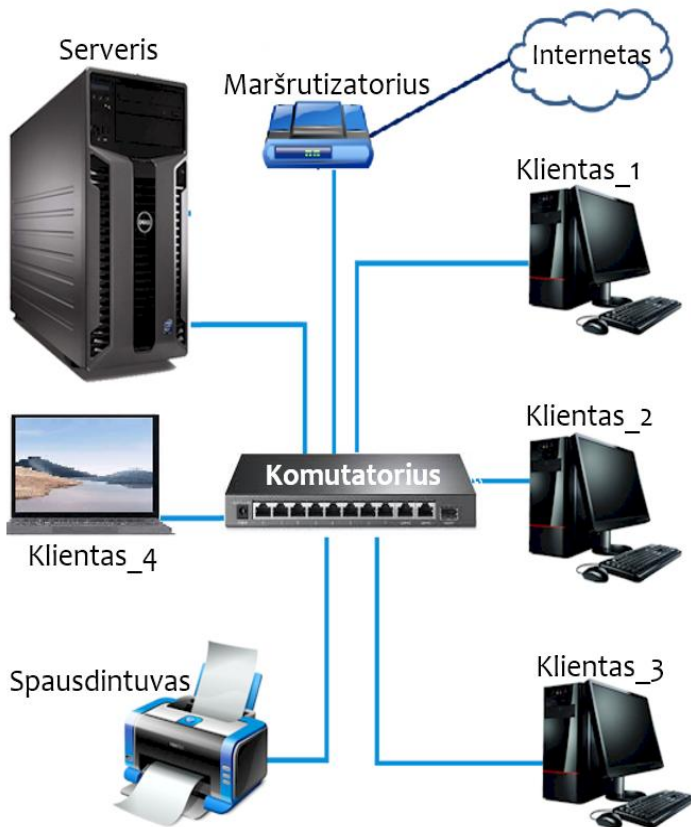 Serveris
Internetas
Maršrutizatorius
Klientas_1
Klientas_2
Komutatorius
Klientas_4
Klientas_3
Spausdintuvas